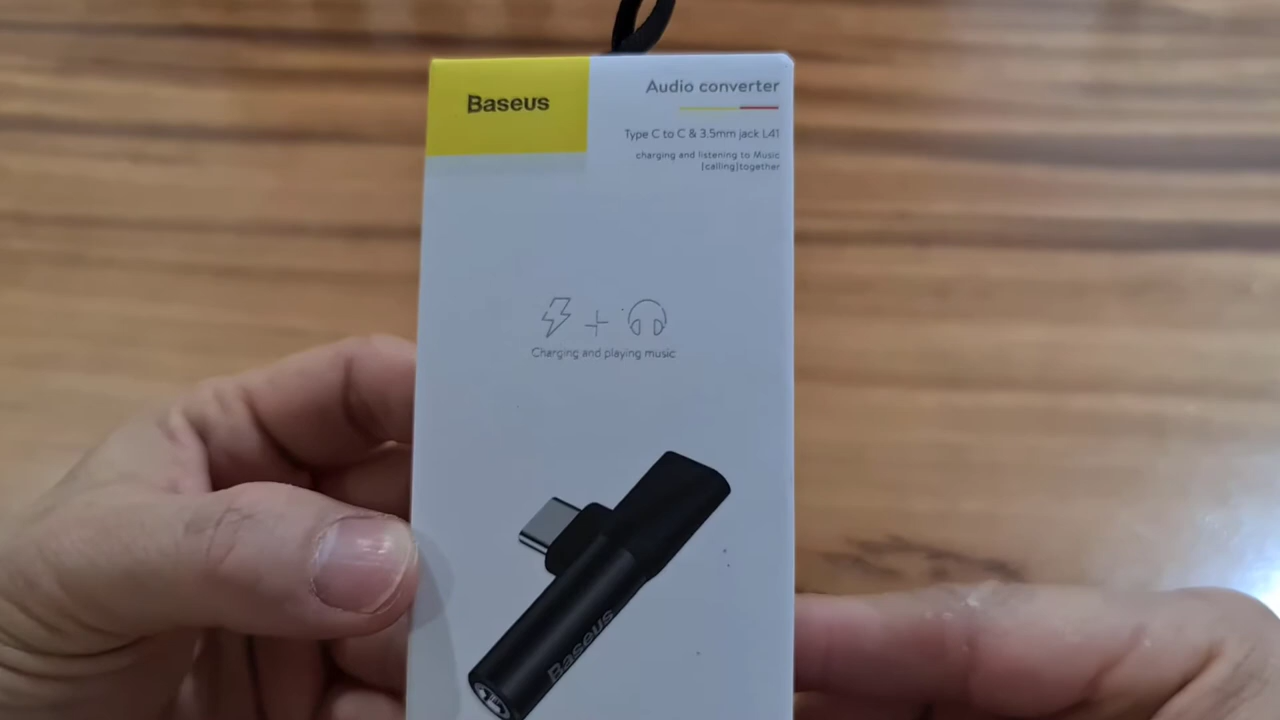 Baseus
Audio converter
Type C to C & 3.5mm jack L41
charging and listening to Music
[calling]together
Charging and playing music
Baseus